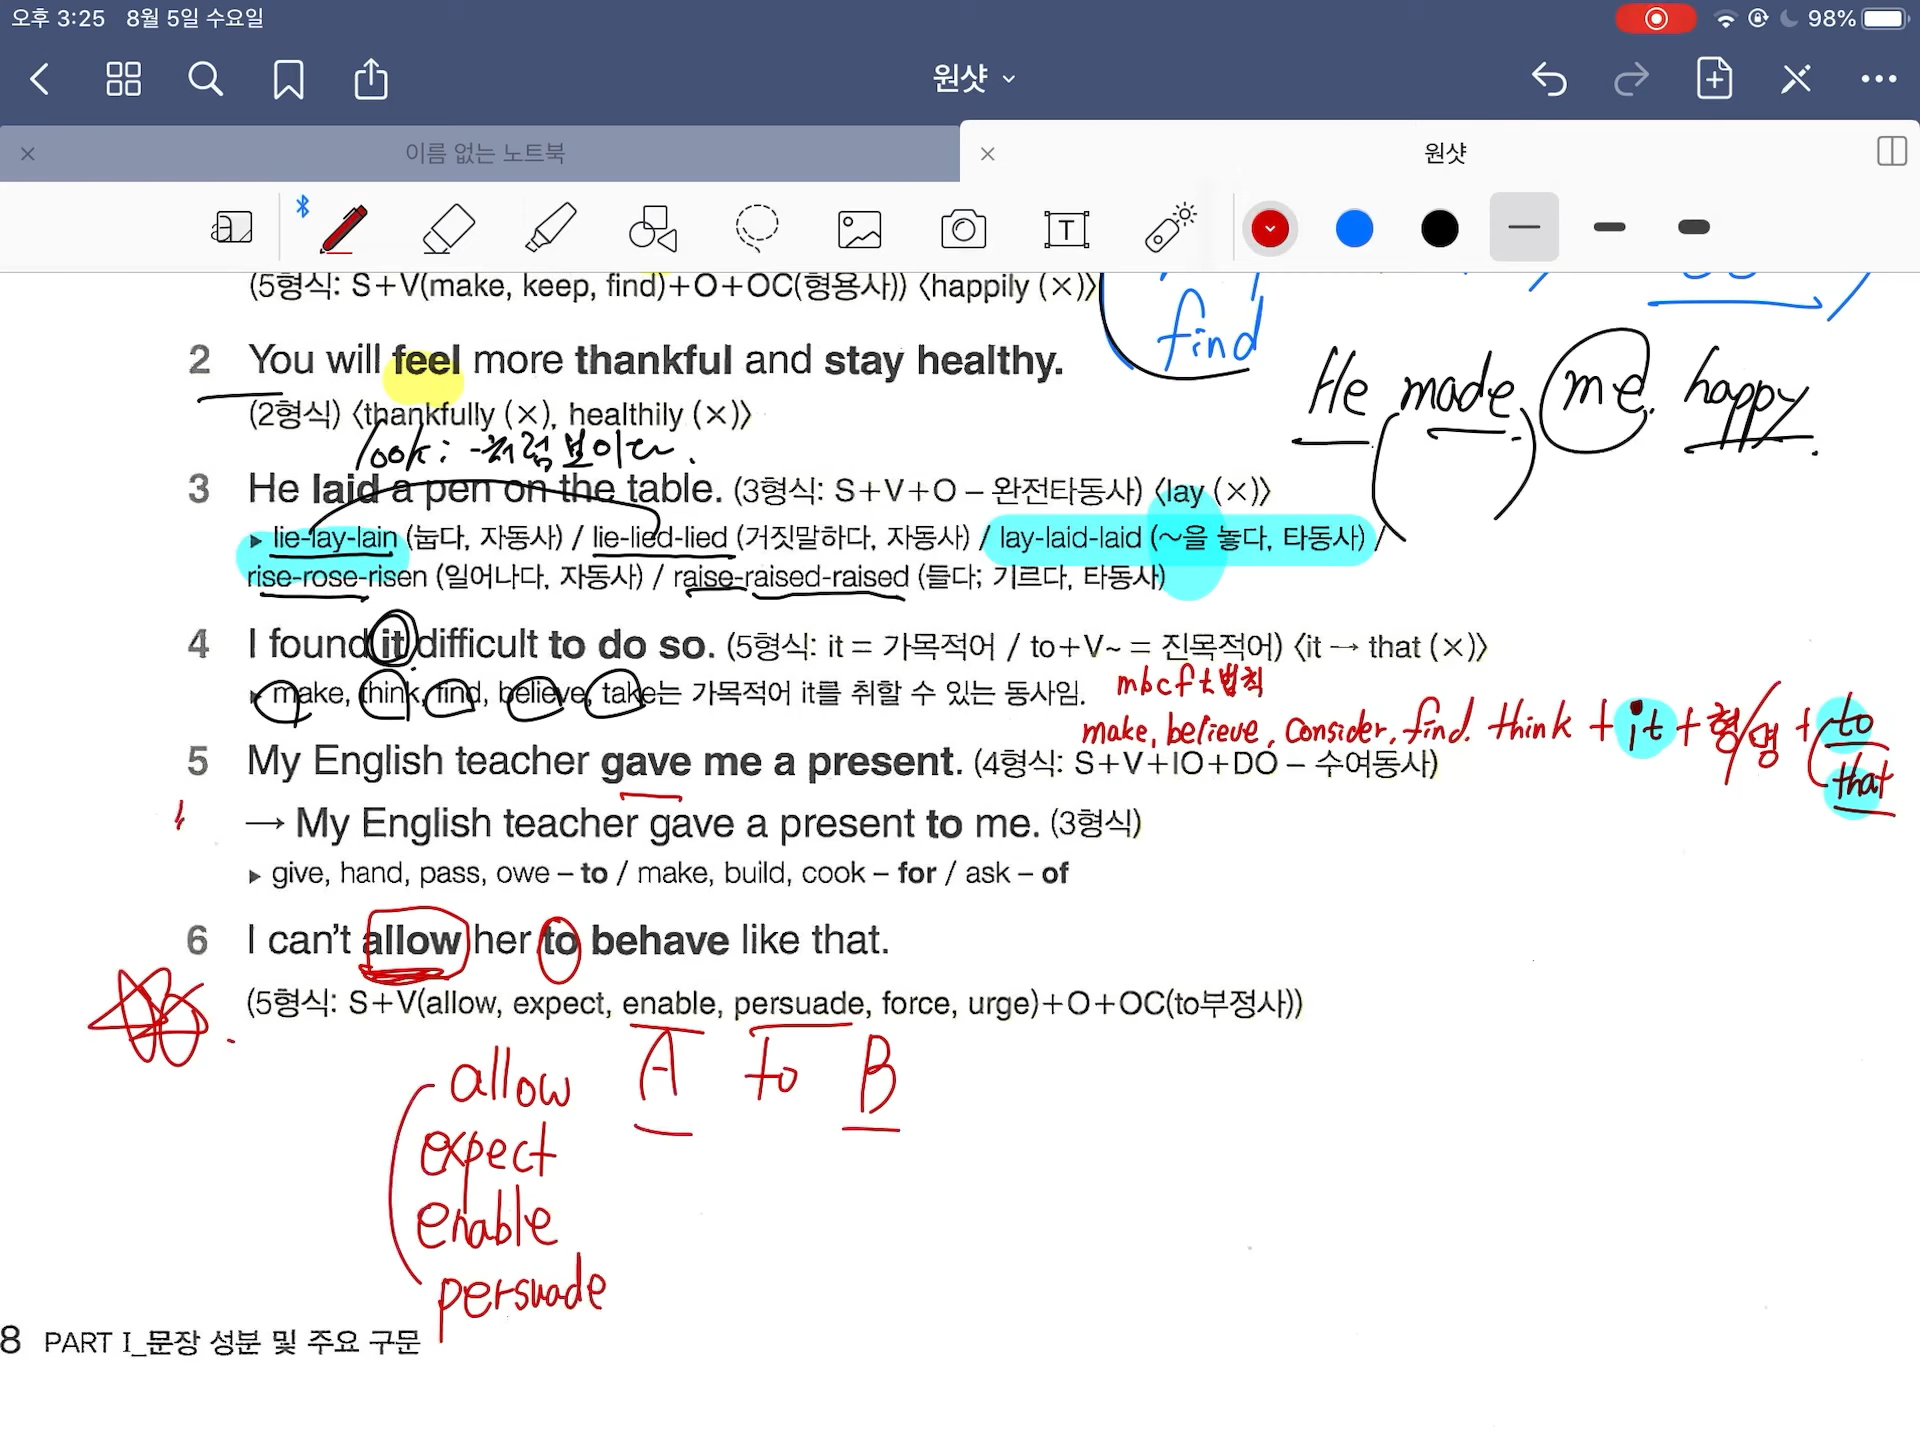 오후 3:25 8월 5일 수요일 98%
원샷
이름 없는 노트북 원샷
(5형식: S+V(make, keep, find)+O+OC(형용사)) 〈happily (×)〉
find
2 You will feel more thankful and stay healthy.
He made me happy.
(2형식) 〈thankfully (×), healthily (×)〉
look: -처럼 보이다.
3 He laid a pen on the table. (3형식: S+V+O – 완전타동사) 〈lay (×)〉
▸ lie-lay-lain (눕다, 자동사) / lie-lied-lied (거짓말하다, 자동사) / lay-laid-laid (~을 놓다, 타동사) /
rise-rose-risen (일어나다, 자동사) / raise-raised-raised (들다; 기르다, 타동사)
4 I found it difficult to do so. (5형식: it = 가목적어 / to+V~ = 진목적어) 〈it → that (×)〉
▸ make, think, find, believe, take는 가목적어 it를 취할 수 있는 동사임.
mbcft법칙
make, believe, consider, find. think + it + 형/명 + to
that
5 My English teacher gave me a present. (4형식: S+V+IO+DO – 수여동사)
→ My English teacher gave a present to me. (3형식)
▸ give, hand, pass, owe – to / make, build, cook – for / ask – of
6 I can't allow her to behave like that.
(5형식: S+V(allow, expect, enable, persuade, force, urge)+O+OC(to부정사))
allow A to B
expect
enable
persuade
8 PART I_문장 성분 및 주요 구문